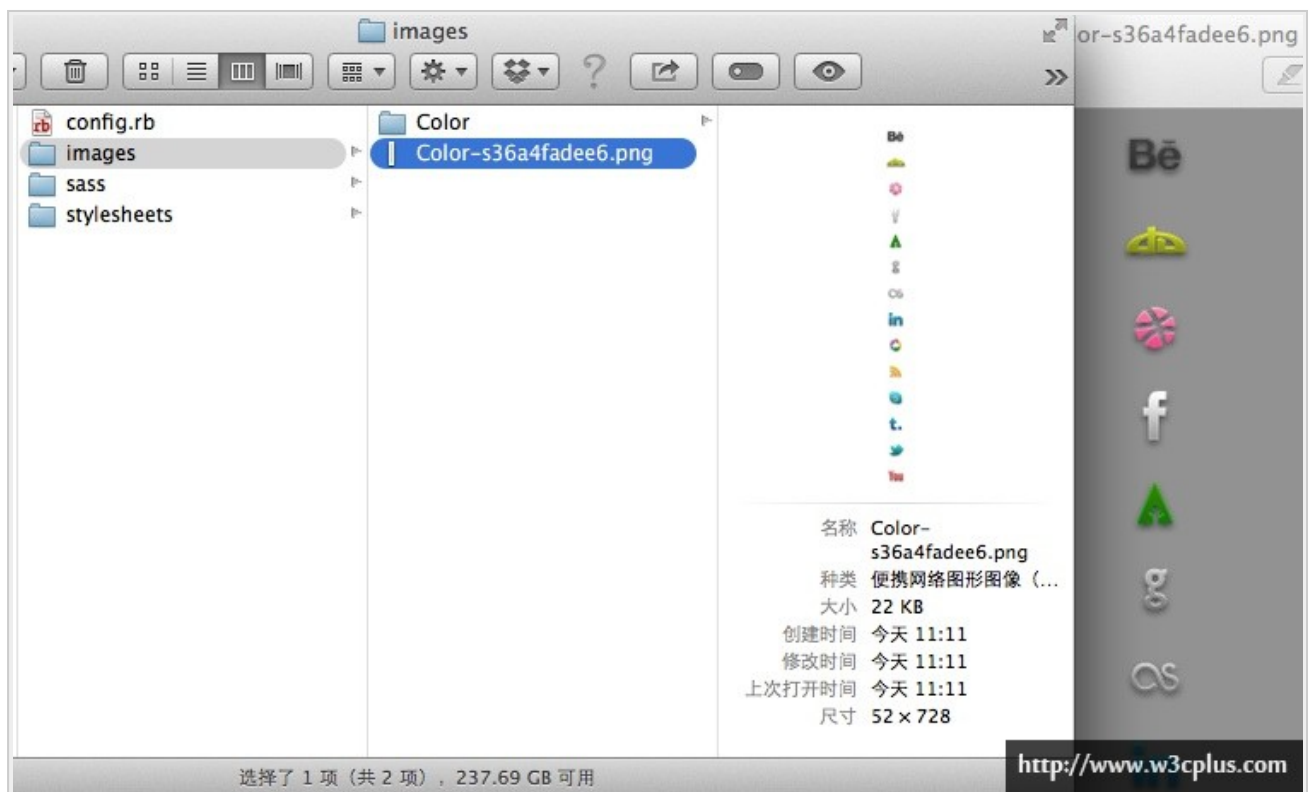 images
or-s36a4fadee6.png
config.rb
images
sass
stylesheets
Color
Color-s36a4fadee6.png
Bē
in
t.
You
名称 Color-
s36a4fadee6.png
种类 便携网络图形图像（...
大小 22 KB
创建时间 今天 11:11
修改时间 今天 11:11
上次打开时间 今天 11:11
尺寸 52 × 728
选择了 1 项（共 2 项），237.69 GB 可用
Bē
f
g
http://www.w3cplus.com